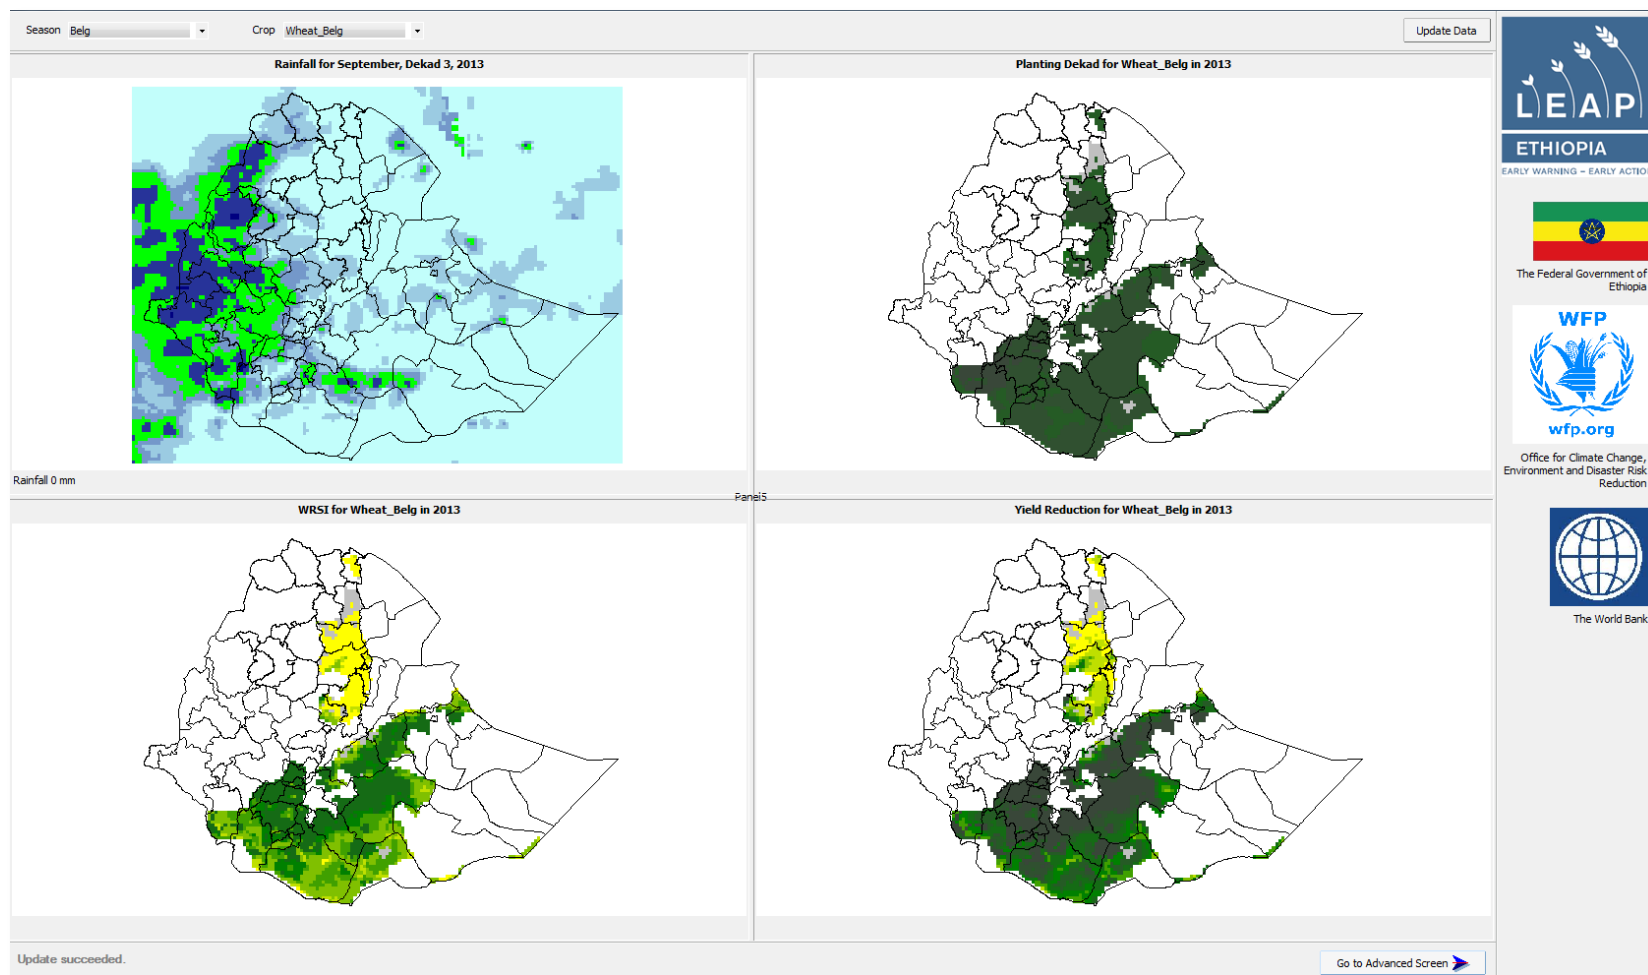 Season Belg Crop Wheat_Belg Update Data
Rainfall for September, Dekad 3, 2013
Planting Dekad for Wheat_Belg in 2013
Rainfall 0 mm
Panel5
WRSI for Wheat_Belg in 2013
Yield Reduction for Wheat_Belg in 2013
Update succeeded.
Go to Advanced Screen
LEAP
ETHIOPIA
EARLY WARNING – EARLY ACTION
The Federal Government of
Ethiopia
WFP
wfp.org
Office for Climate Change,
Environment and Disaster Risk
Reduction
The World Bank